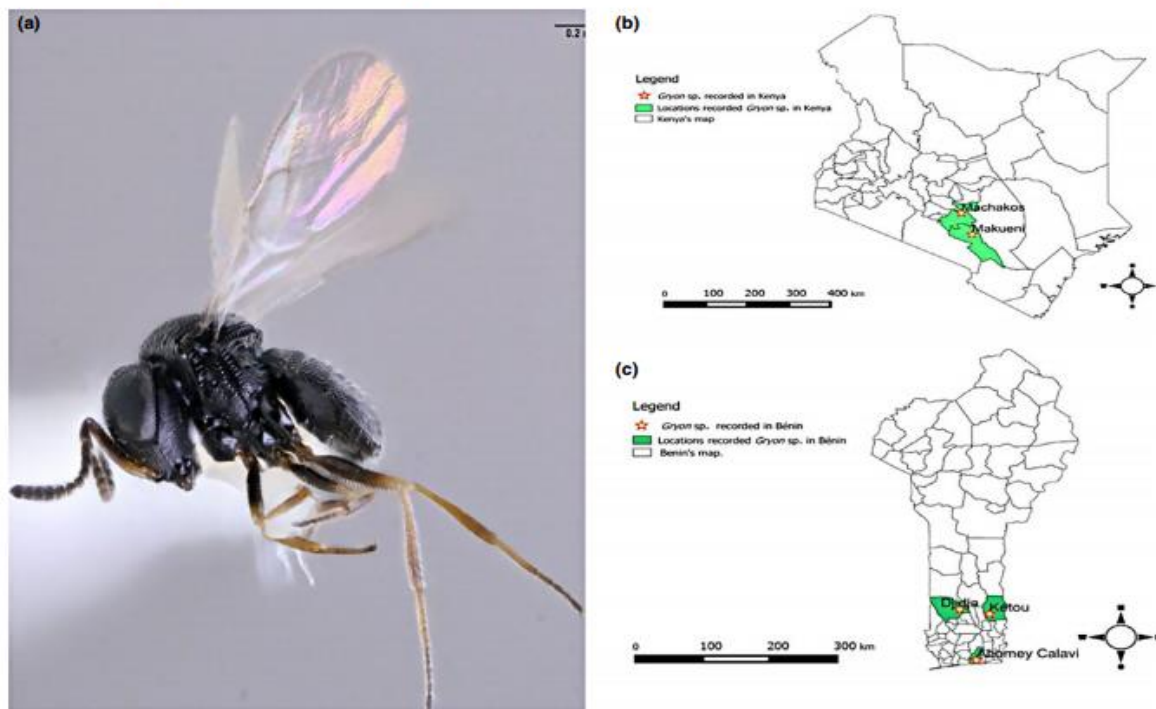 (a)
0.2
(b)
Legend
Gryon sp. recorded in Kenya
Locations recorded Gryon sp. in Kenya
Kenya's map
Machakos
Makueni
0 100 200 300 400 km
(c)
Legend
Gryon sp. recorded in Bénin
Locations recorded Gryon sp. in Bénin
Benin's map.
Djidja
Kétou
Abomey Calavi
0 100 200 300 km